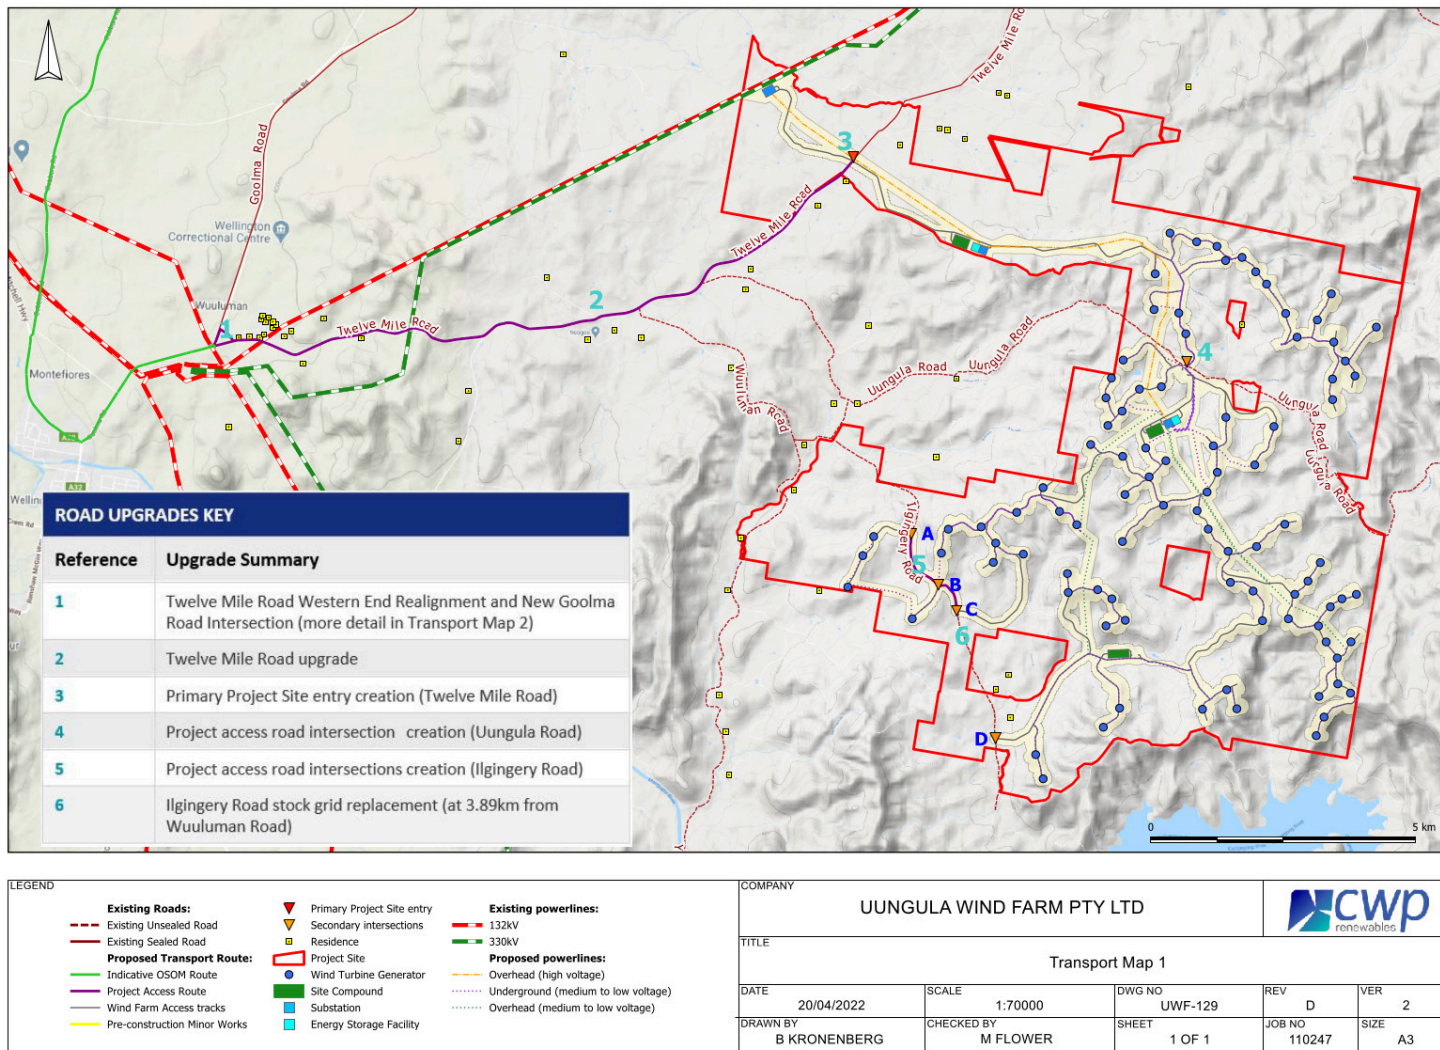 Twelve Mile Ro
Twelve Mile R
Goolma Road
3
Wellington
Correctional Centre
Twelve Mile Road
Wuuluman
1
2
Twelve Mile Road
4
Montefiores
Uungula Road
Uungula Road
Wuuluman Road
Uungula Road
Uungula Road
A32
A32
Ilgingery Road
A
5
B
C
6
D
ROAD UPGRADES KEY
Reference Upgrade Summary
1 Twelve Mile Road Western End Realignment and New Goolma
Road Intersection (more detail in Transport Map 2)
2 Twelve Mile Road upgrade
3 Primary Project Site entry creation (Twelve Mile Road)
4 Project access road intersection creation (Uungula Road)
5 Project access road intersections creation (Ilgingery Road)
6 Ilgingery Road stock grid replacement (at 3.89km from
Wuuluman Road)
0 5 km
LEGEND
Existing Roads:
Existing Unsealed Road
Existing Sealed Road
Proposed Transport Route:
Indicative OSOM Route
Project Access Route
Wind Farm Access tracks
Pre-construction Minor Works
Primary Project Site entry
Secondary intersections
Residence
Project Site
Wind Turbine Generator
Site Compound
Substation
Energy Storage Facility
Existing powerlines:
132kV
330kV
Proposed powerlines:
Overhead (high voltage)
Underground (medium to low voltage)
Overhead (medium to low voltage)
COMPANY
UUNGULA WIND FARM PTY LTD
cwp
renewables
TITLE
Transport Map 1
DATE
20/04/2022
SCALE
1:70000
DWG NO
UWF-129
REV
D
VER
2
DRAWN BY
B KRONENBERG
CHECKED BY
M FLOWER
SHEET
1 OF 1
JOB NO
110247
SIZE
A3